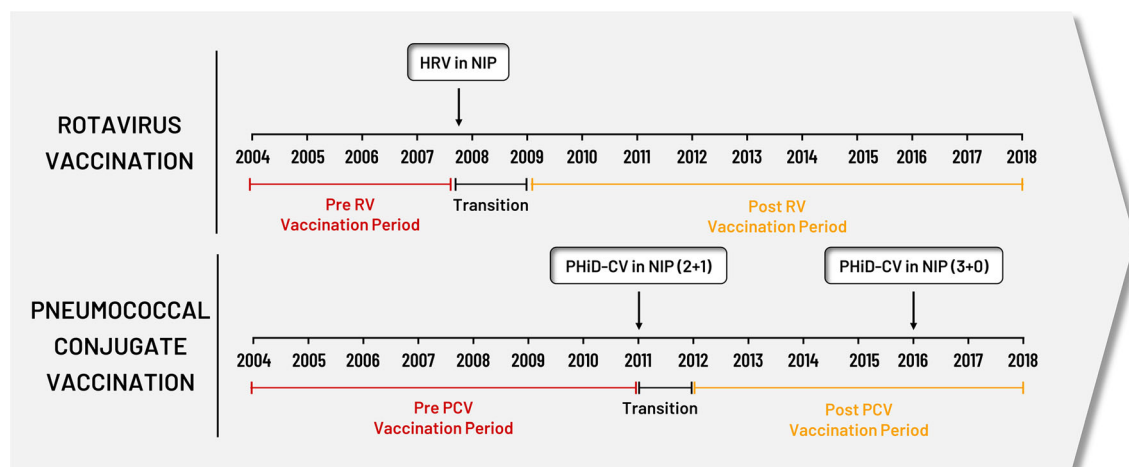 HRV in NIP
ROTAVIRUS
VACCINATION
2004 2005 2006 2007 2008 2009 2010 2011 2012 2013 2014 2015 2016 2017 2018
Pre RV
Vaccination Period
Transition
Post RV
Vaccination Period
PHiD-CV in NIP (2+1)
PHiD-CV in NIP (3+0)
PNEUMOCOCCAL
CONJUGATE
VACCINATION
2004 2005 2006 2007 2008 2009 2010 2011 2012 2013 2014 2015 2016 2017 2018
Pre PCV
Vaccination Period
Transition
Post PCV
Vaccination Period